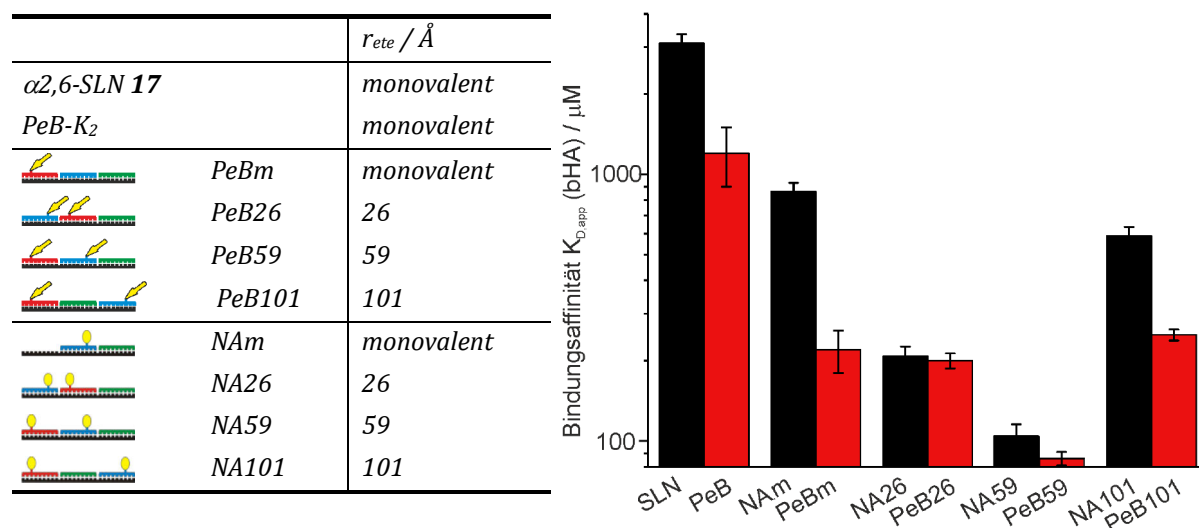 r_ete / Å
α2,6-SLN 17 monovalent
PeB-K₂ monovalent
PeBm monovalent
PeB26 26
PeB59 59
PeB101 101
NAm monovalent
NA26 26
NA59 59
NA101 101
Bindungsaffinität K_D,app (bHA) / µM
1000
100
SLN PeB NAm PeBm NA26 PeB26 NA59 PeB59 NA101 PeB101